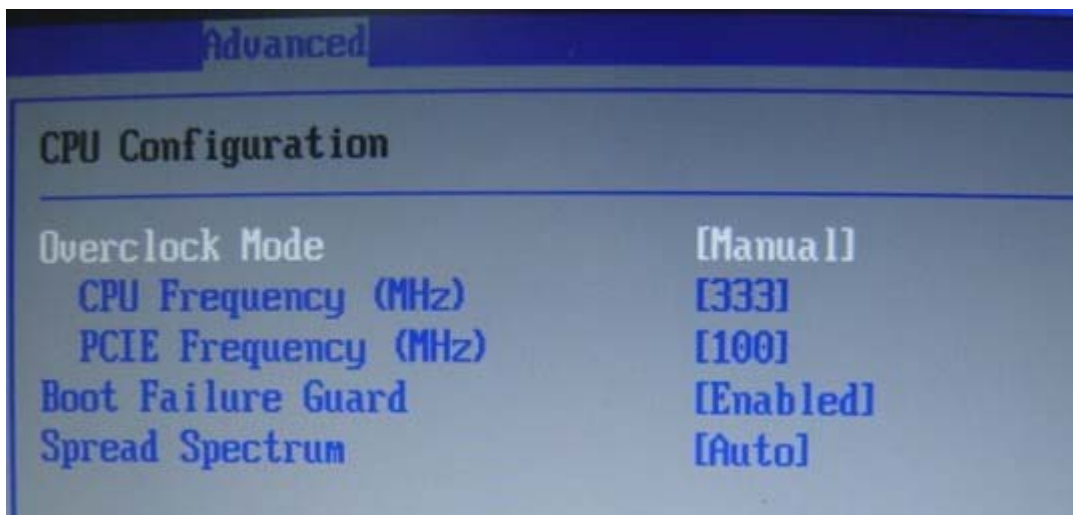 Advanced
CPU Configuration
Overclock Mode [Manual]
CPU Frequency (MHz) [333]
PCIE Frequency (MHz) [100]
Boot Failure Guard [Enabled]
Spread Spectrum [Auto]